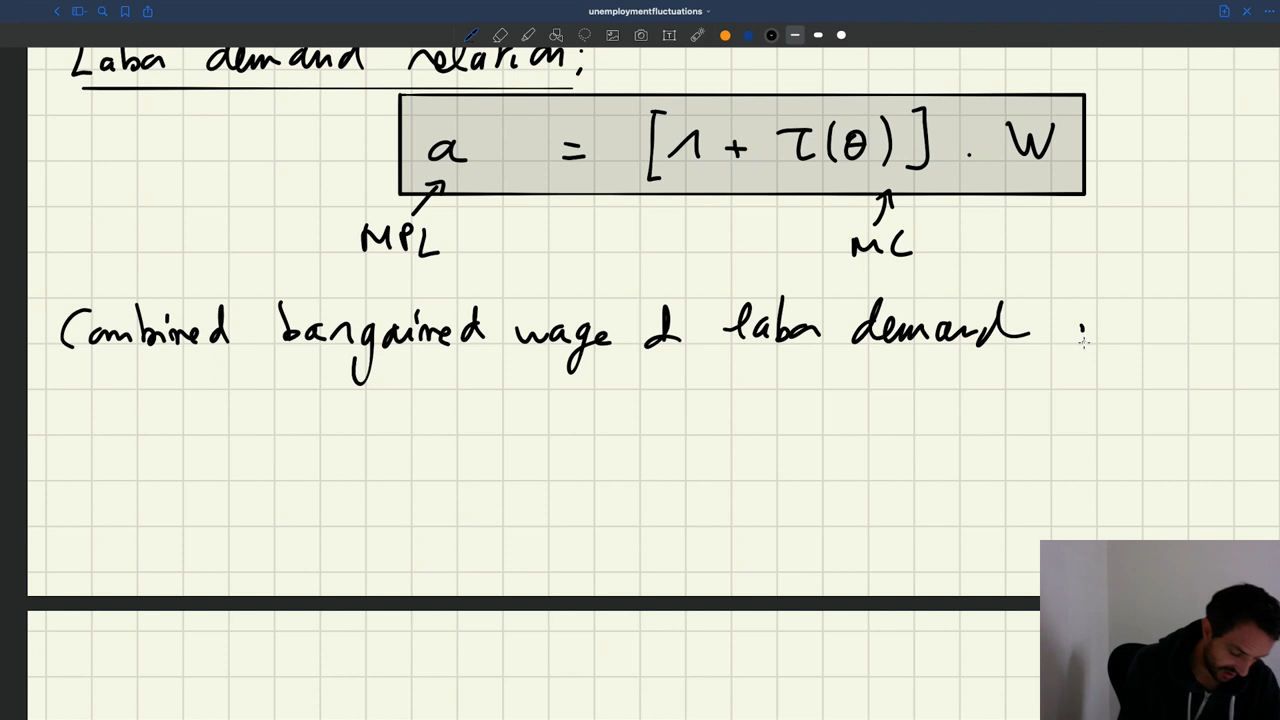 unemploymentfluctuations
Labor demand relation:
a = [1 + τ(θ)] . W
MPL MC
Combined bargained wage & labor demand :